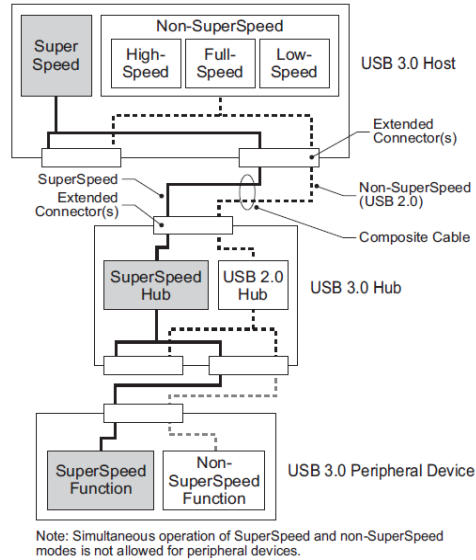 Non-SuperSpeed
Super
Speed
High-
Speed
Full-
Speed
Low-
Speed
USB 3.0 Host
Extended
Connector(s)
SuperSpeed
Extended
Connector(s)
Non-SuperSpeed
(USB 2.0)
Composite Cable
SuperSpeed
Hub
USB 2.0
Hub
USB 3.0 Hub
SuperSpeed
Function
Non-
SuperSpeed
Function
USB 3.0 Peripheral Device
Note: Simultaneous operation of SuperSpeed and non-SuperSpeed
modes is not allowed for peripheral devices.